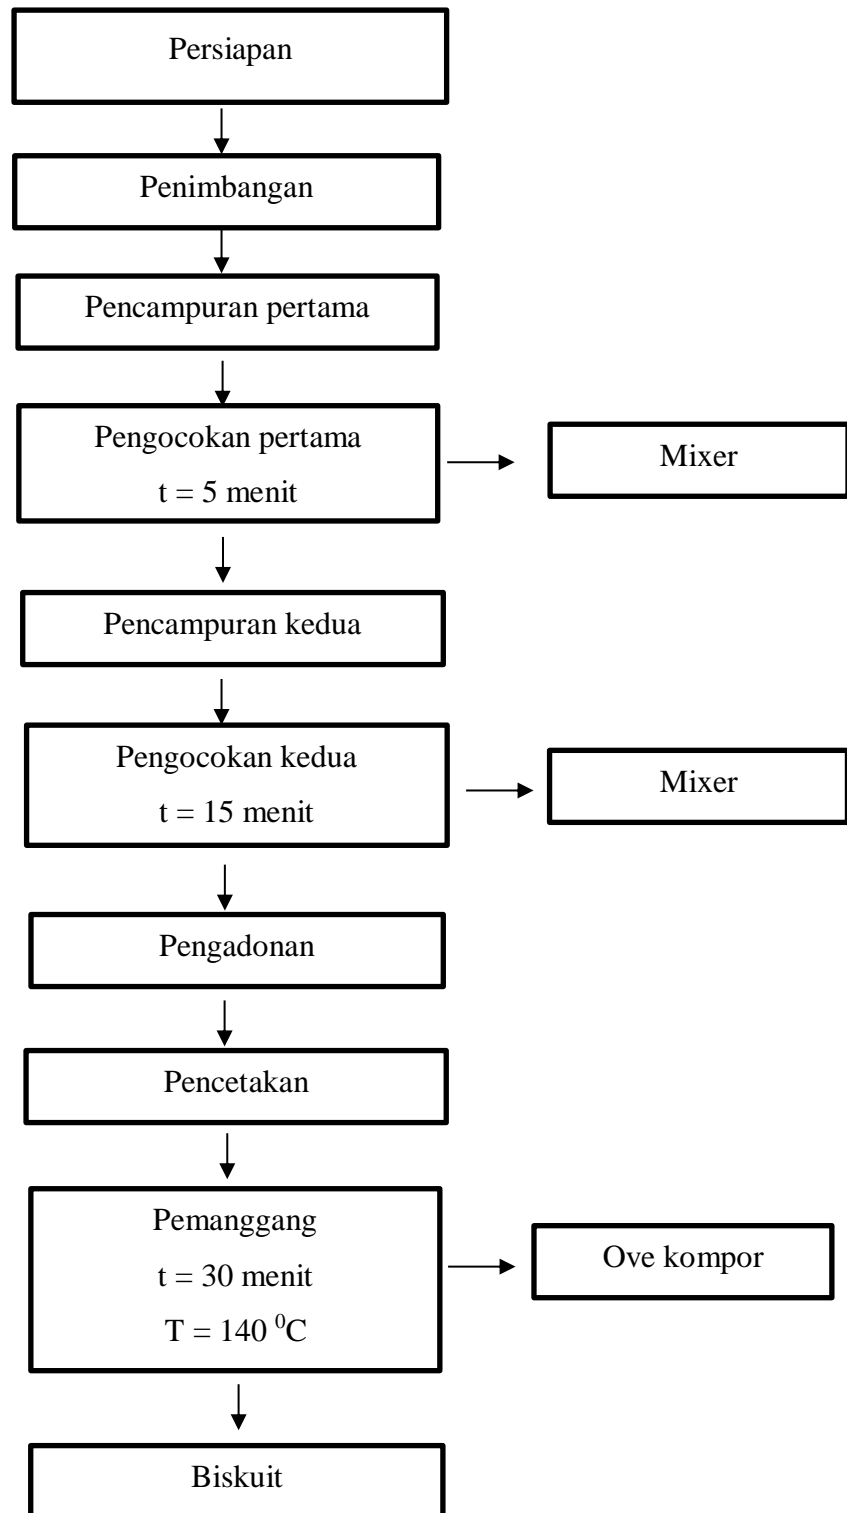 Persiapan
Penimbangan
Pencampuran pertama
Pengocokan pertama
t = 5 menit
Mixer
Pencampuran kedua
Pengocokan kedua
t = 15 menit
Mixer
Pengadonan
Pencetakan
Pemanggang
t = 30 menit
T = 140 ⁰C
Ove kompor
Biskuit